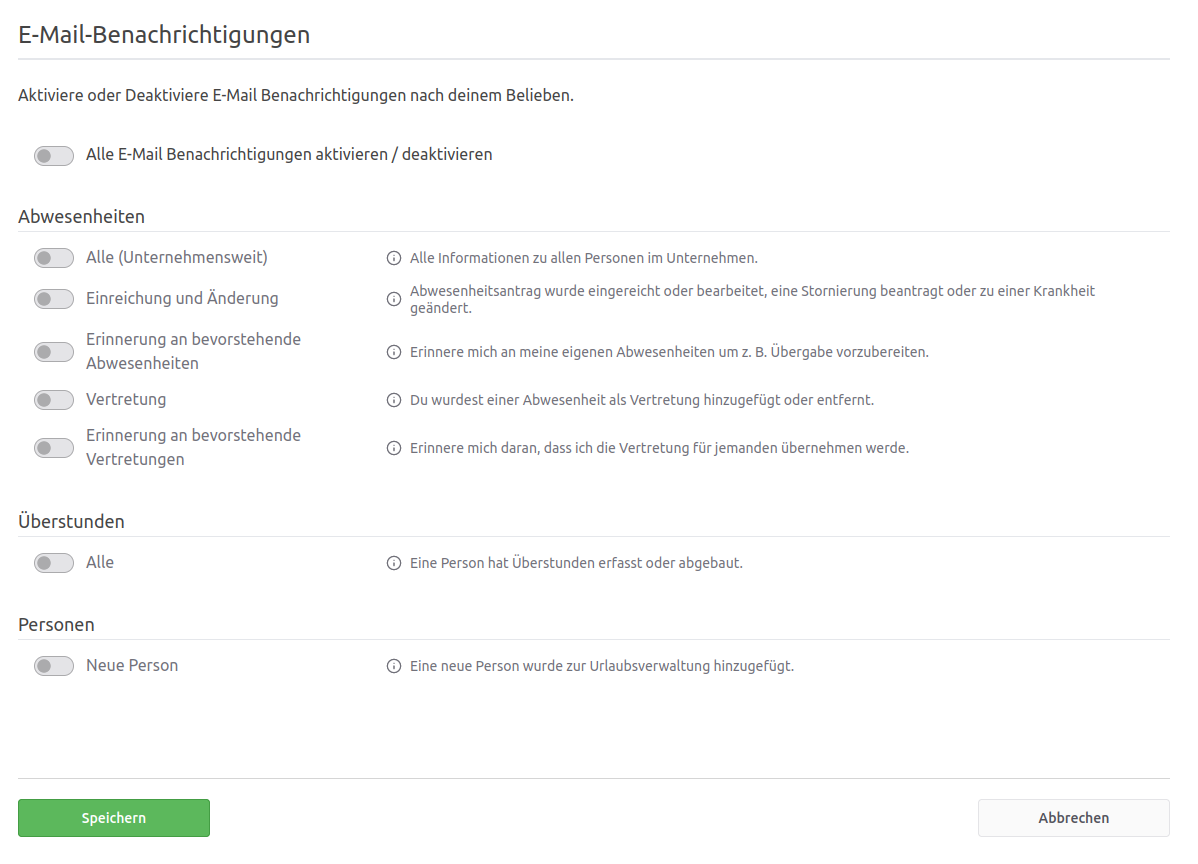 E-Mail-Benachrichtigungen
Aktiviere oder Deaktiviere E-Mail Benachrichtigungen nach deinem Belieben.
Alle E-Mail Benachrichtigungen aktivieren / deaktivieren
Abwesenheiten
Alle (Unternehmensweit)
Alle Informationen zu allen Personen im Unternehmen.
Einreichung und Änderung
Abwesenheitsantrag wurde eingereicht oder bearbeitet, eine Stornierung beantragt oder zu einer Krankheit
geändert.
Erinnerung an bevorstehende
Abwesenheiten
Erinnere mich an meine eigenen Abwesenheiten um z. B. Übergabe vorzubereiten.
Vertretung
Du wurdest einer Abwesenheit als Vertretung hinzugefügt oder entfernt.
Erinnerung an bevorstehende
Vertretungen
Erinnere mich daran, dass ich die Vertretung für jemanden übernehmen werde.
Überstunden
Alle
Eine Person hat Überstunden erfasst oder abgebaut.
Personen
Neue Person
Eine neue Person wurde zur Urlaubsverwaltung hinzugefügt.
Speichern
Abbrechen